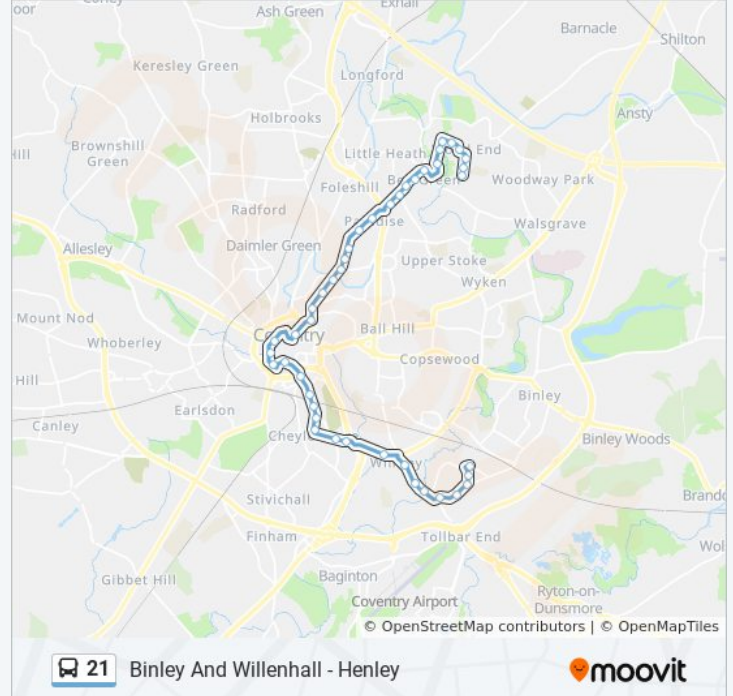 Exhall
Ash Green
Barnacle
Shilton
Keresley Green
Longford
Ansty
Holbrooks
Brownshill
Green
Little Heath
End
Foleshill
Woodway Park
Radford
Walsgrave
Daimler Green
Allesley
Upper Stoke
Wyken
Mount Nod
Ball Hill
Whoberley
Copsewood
Hill
Binley
Earlsdon
Canley
Binley Woods
Stivichall
Finham
Tollbar End
Gibbet Hill
Baginton
Coventry Airport
Ryton-on-
Dunsmore
© OpenStreetMap contributors | © OpenMapTiles
21 Binley And Willenhall - Henley
moovit